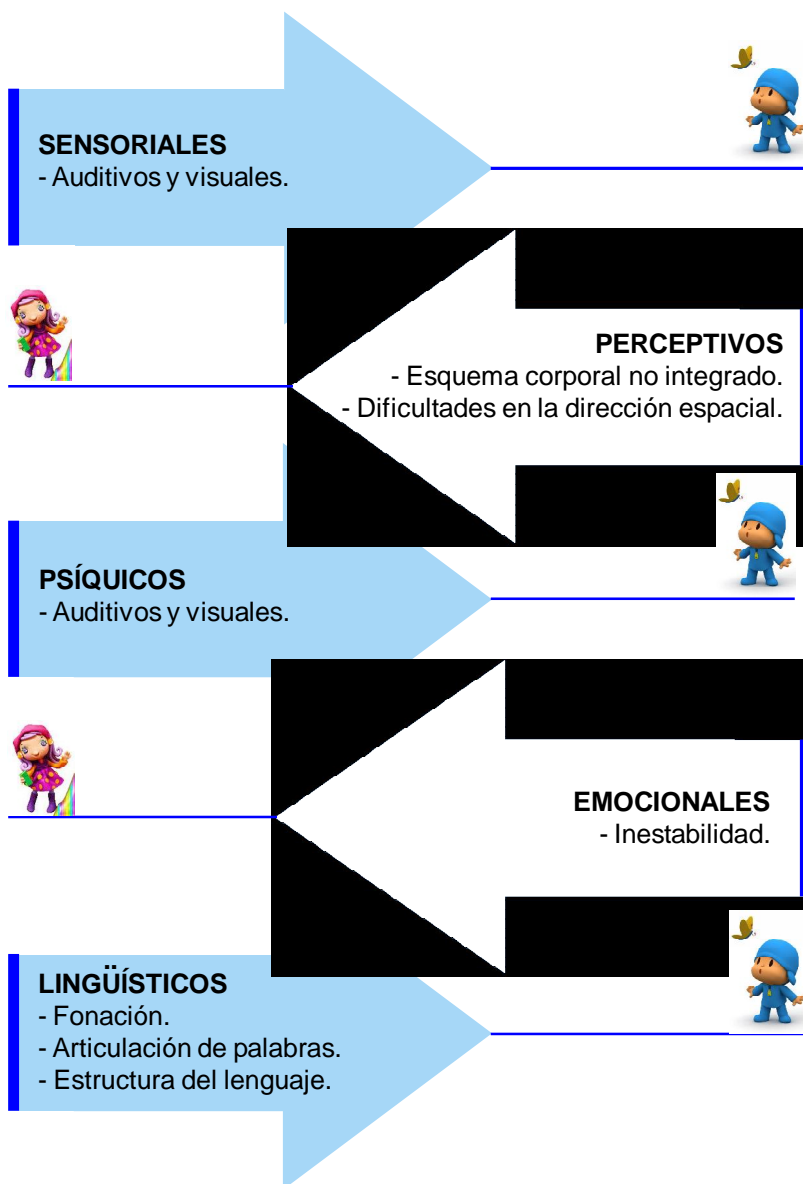 SENSORIALES
- Auditivos y visuales.
PERCEPTIVOS
- Esquema corporal no integrado.
- Dificultades en la dirección espacial.
PSÍQUICOS
- Auditivos y visuales.
EMOCIONALES
- Inestabilidad.
LINGÜÍSTICOS
- Fonación.
- Articulación de palabras.
- Estructura del lenguaje.